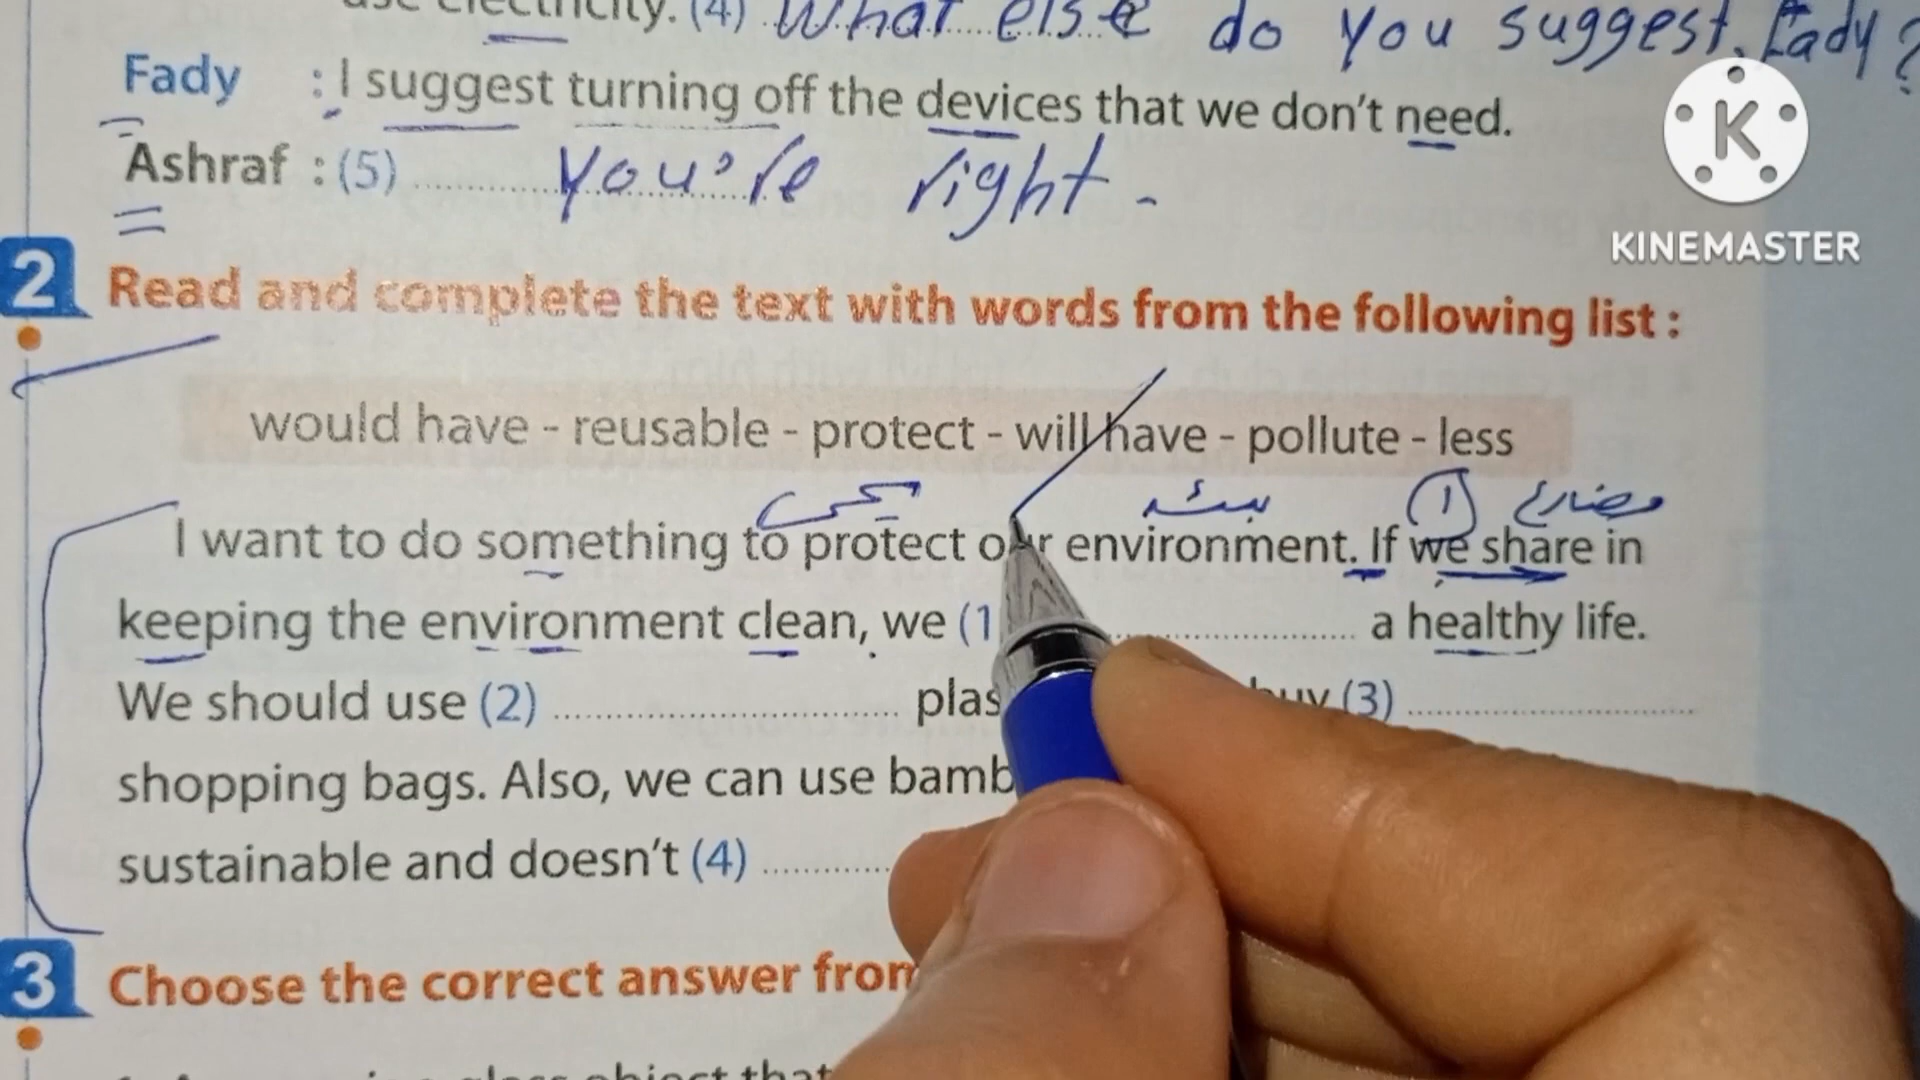 electricity. (4) What else do you suggest, Fady?
Fady : I suggest turning off the devices that we don't need.
Ashraf : (5) You're right.
KINEMASTER
2 Read and complete the text with words from the following list :
would have - reusable - protect - will have - pollute - less
يحمى بيئة 1 مضارع
I want to do something to protect our environment. If we share in
keeping the environment clean, we (1 a healthy life.
We should use (2) buy (3)
shopping bags. Also, we can use
sustainable and doesn't (4)
3 Choose the correct answer from
object that